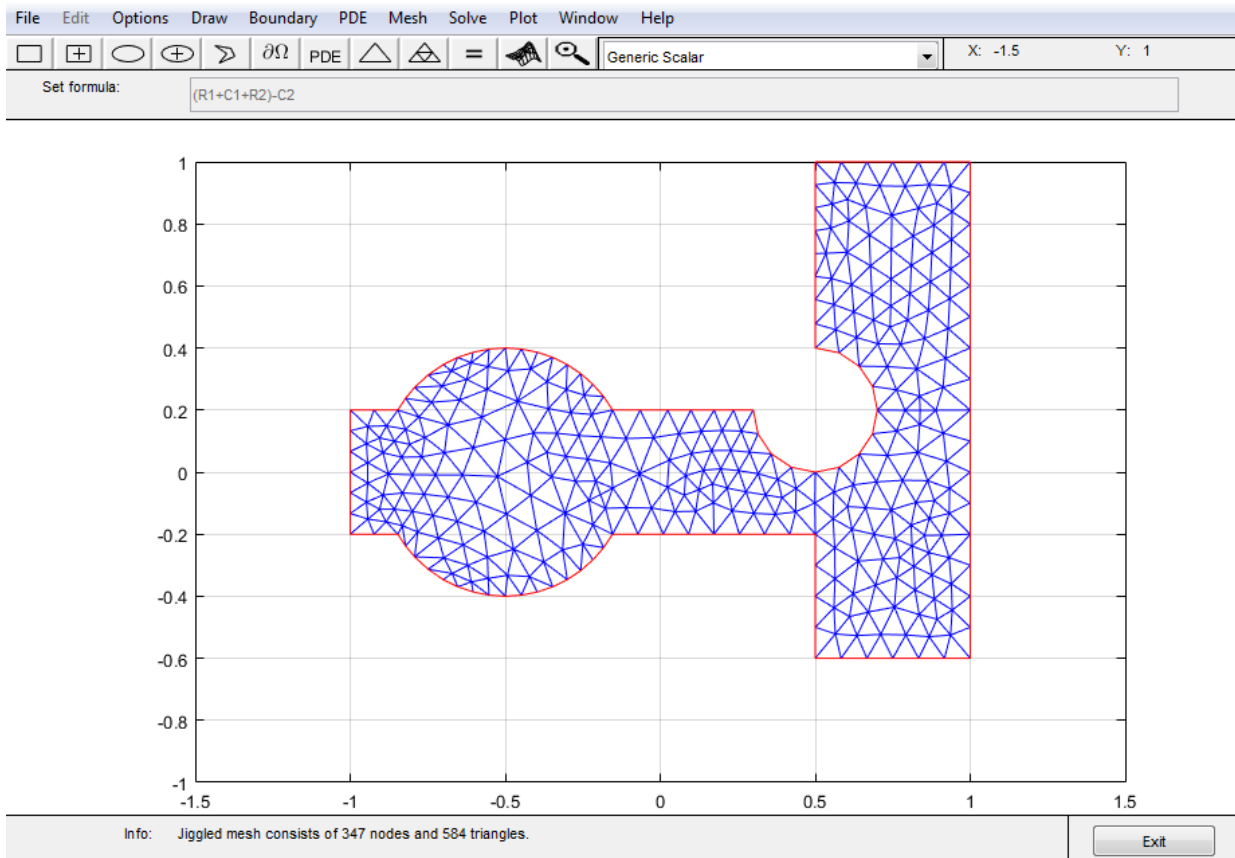 File Edit Options Draw Boundary PDE Mesh Solve Plot Window Help
∂Ω PDE = Generic Scalar X: -1.5 Y: 1
Set formula: (R1+C1+R2)-C2
1
0.8
0.6
0.4
0.2
0
-0.2
-0.4
-0.6
-0.8
-1
-1.5 -1 -0.5 0 0.5 1 1.5
Info: Jiggled mesh consists of 347 nodes and 584 triangles.
Exit